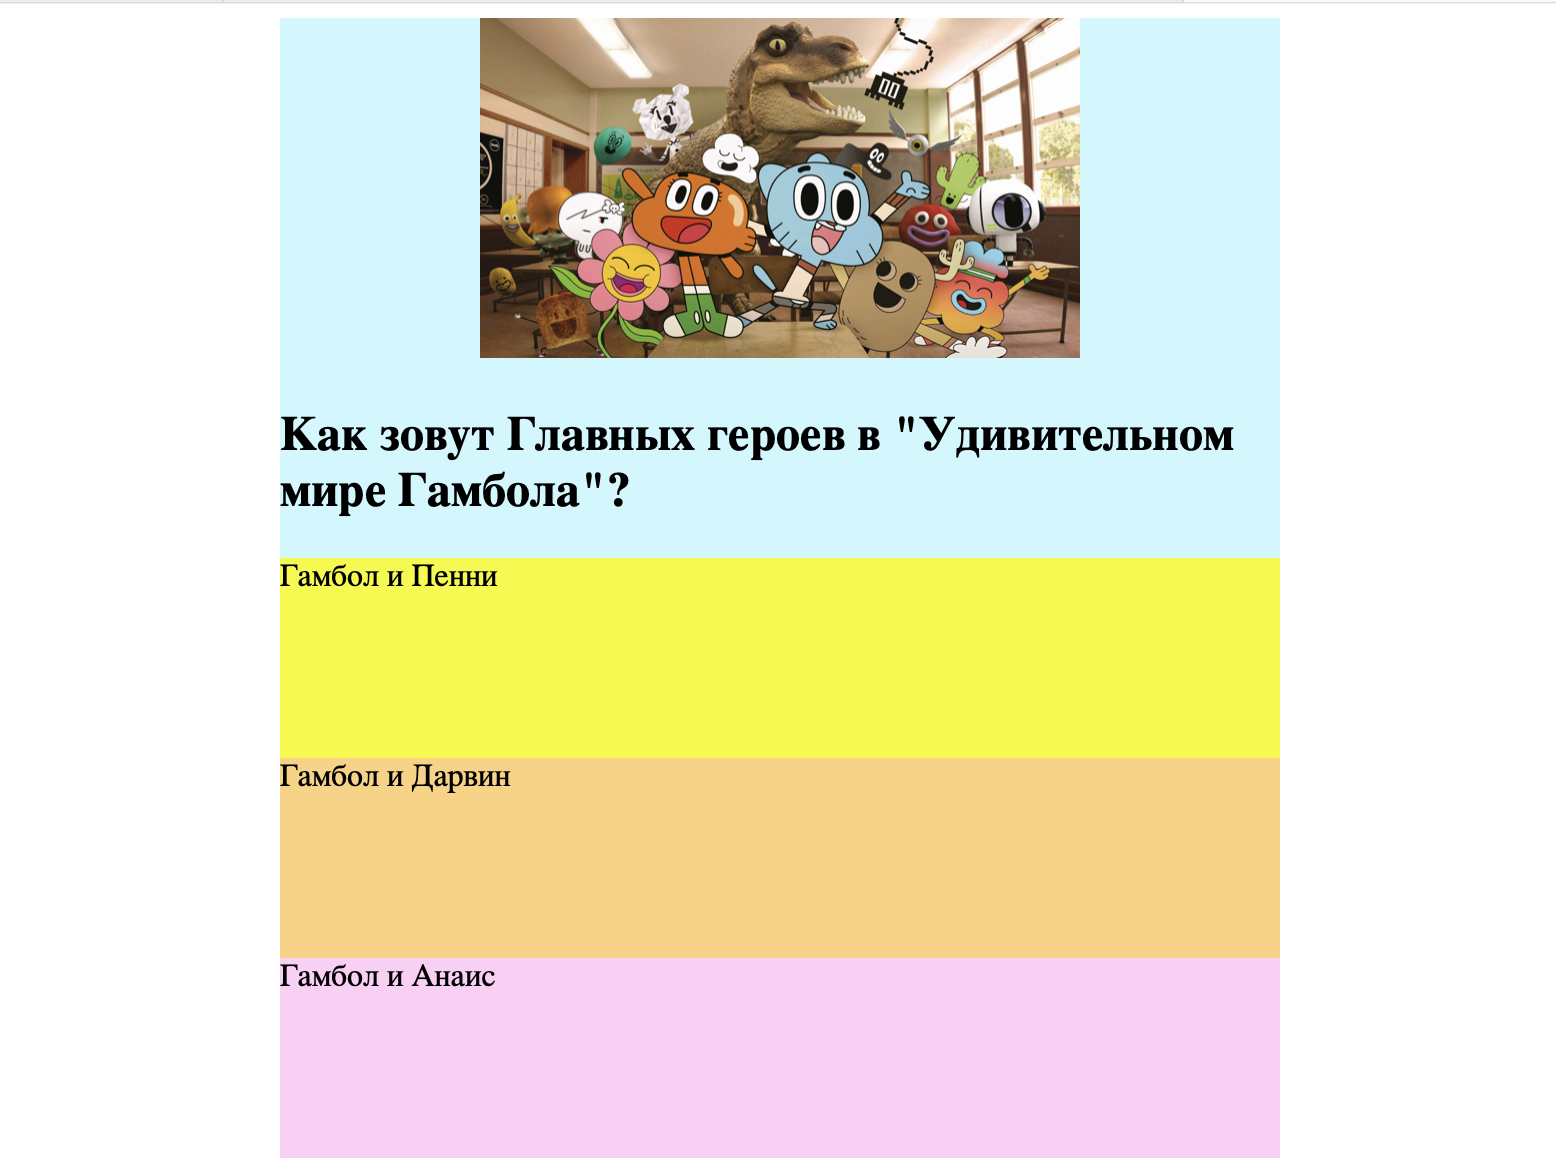 Как зовут Главных героев в "Удивительном
мире Гамбола"?
Гамбол и Пенни
Гамбол и Дарвин
Гамбол и Анаис